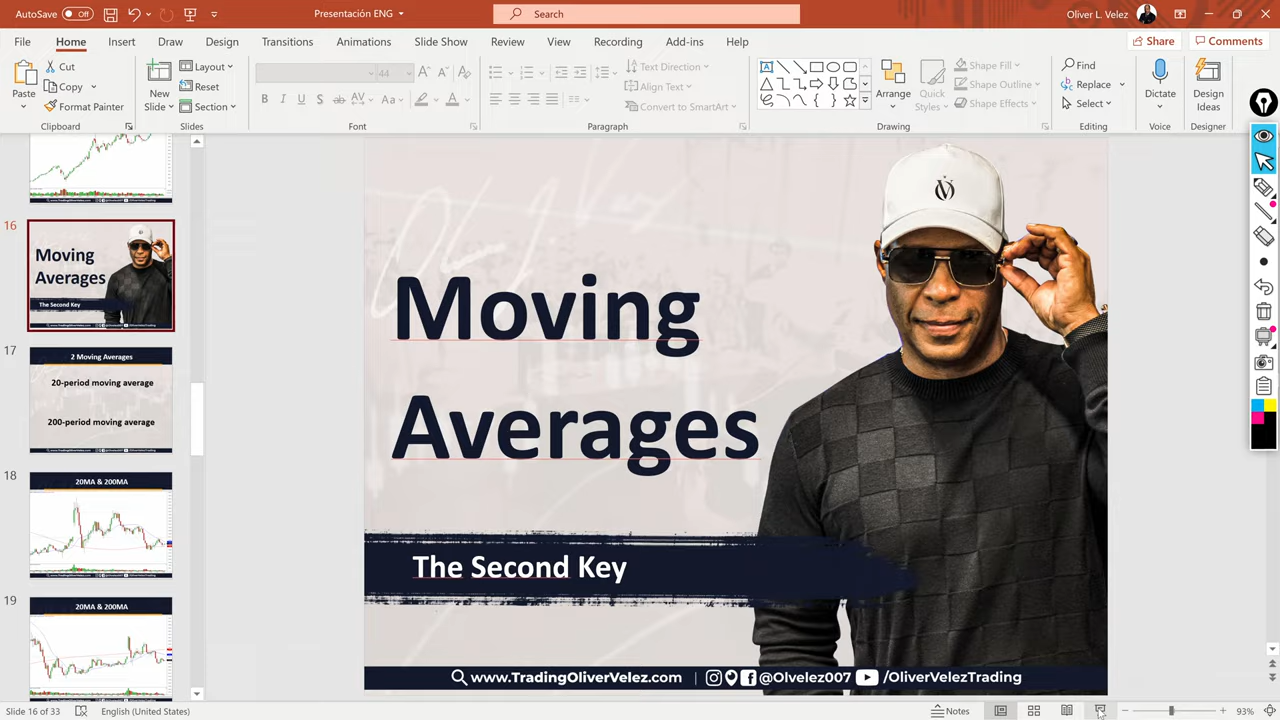 AutoSave Off
Presentación ENG
Search
Oliver L. Velez
File Home Insert Draw Design Transitions Animations Slide Show Review View Recording Add-ins Help
Share Comments
Paste
Cut
Copy
Format Painter
Clipboard
New Slide
Layout
Reset
Section
Slides
44
Font
Text Direction
Align Text
Convert to SmartArt
Paragraph
Arrange
Quick Styles
Shape Fill
Shape Outline
Shape Effects
Drawing
Find
Replace
Select
Editing
Dictate
Voice
Design Ideas
Designer
16
Moving
Averages
The Second Key
17
2 Moving Averages
20-period moving average
200-period moving average
18
20MA & 200MA
19
20MA & 200MA
Moving
Averages
The Second Key
www.TradingOliverVelez.com | @Olvelez007 /OliverVelezTrading
Slide 16 of 33
English (United States)
Notes
93%